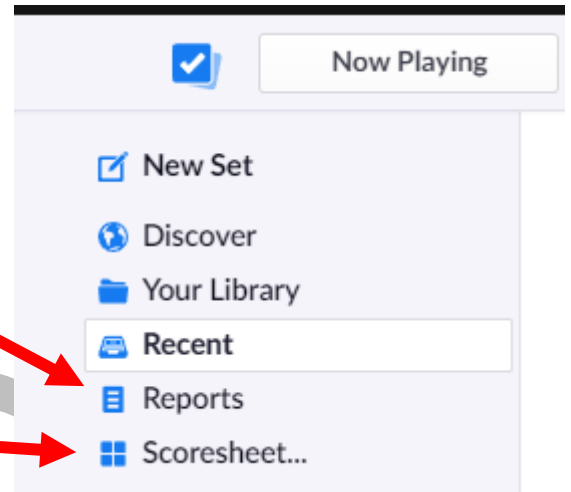 Now Playing
New Set
Discover
Your Library
Recent
Reports
Scoresheet...